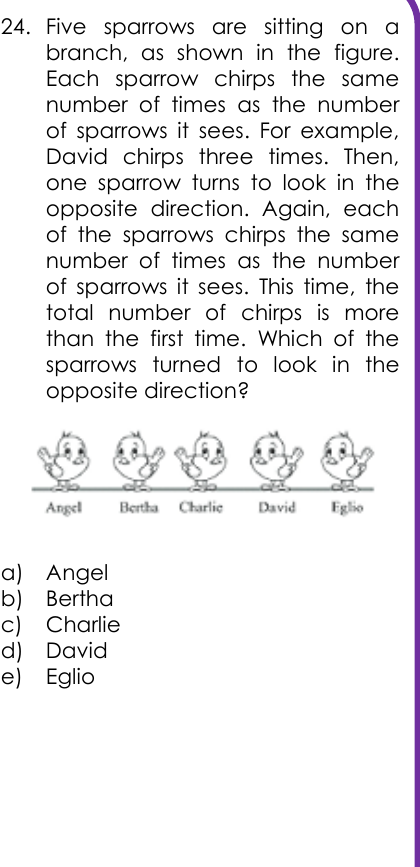 24. Five sparrows are sitting on a
branch, as shown in the figure.
Each sparrow chirps the same
number of times as the number
of sparrows it sees. For example,
David chirps three times. Then,
one sparrow turns to look in the
opposite direction. Again, each
of the sparrows chirps the same
number of times as the number
of sparrows it sees. This time, the
total number of chirps is more
than the first time. Which of the
sparrows turned to look in the
opposite direction?
Angel Bertha Charlie David Eglio
a) Angel
b) Bertha
c) Charlie
d) David
e) Eglio